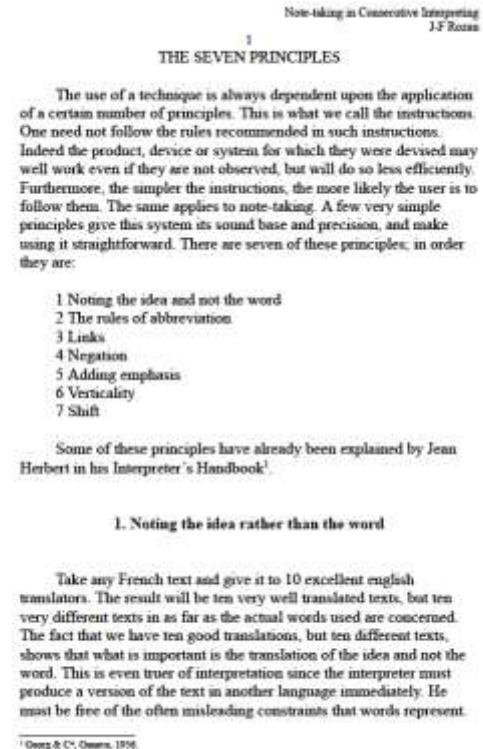 Note-taking in Consecutive Interpreting
J-F Rozan
1
THE SEVEN PRINCIPLES
The use of a technique is always dependent upon the application
of a certain number of principles. This is what we call the instructions.
One need not follow the rules recommended in such instructions.
Indeed the product, device or system for which they were devised may
well work even if they are not observed, but will do so less efficiently.
Furthermore, the simpler the instructions, the more likely the user is to
follow them. The same applies to note-taking. A few very simple
principles give this system its sound base and precision, and make
using it straightforward. There are seven of these principles; in order
they are:
1 Noting the idea and not the word
2 The rules of abbreviation
3 Links
4 Negation
5 Adding emphasis
6 Verticality
7 Shift
Some of these principles have already been explained by Jean
Herbert in his Interpreter´s Handbook¹.
1. Noting the idea rather than the word
Take any French text and give it to 10 excellent english
translators. The result will be ten very well translated texts, but ten
very different texts in as far as the actual words used are concerned.
The fact that we have ten good translations, but ten different texts,
shows that what is important is the translation of the idea and not the
word. This is even truer of interpretation since the interpreter must
produce a version of the text in another language immediately. He
must be free of the often misleading constraints that words represent.
¹ Georg & Cie, Geneva, 1956.